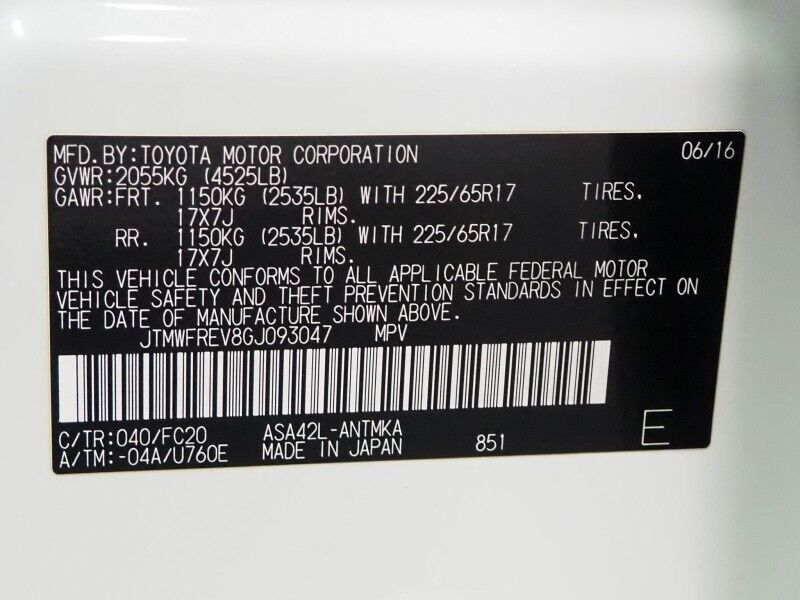 MFD.BY:TOYOTA MOTOR CORPORATION 06/16
GVWR:2055KG (4525LB)
GAWR:FRT. 1150KG (2535LB) WITH 225/65R17 TIRES.
17X7J RIMS.
RR. 1150KG (2535LB) WITH 225/65R17 TIRES.
17X7J RIMS.
THIS VEHICLE CONFORMS TO ALL APPLICABLE FEDERAL MOTOR
VEHICLE SAFETY AND THEFT PREVENTION STANDARDS IN EFFECT ON
THE DATE OF MANUFACTURE SHOWN ABOVE.
JTMWFREV8GJ093047 MPV
C/TR:040/FC20 ASA42L-ANTMKA 851 E
A/TM:-04A/U760E MADE IN JAPAN